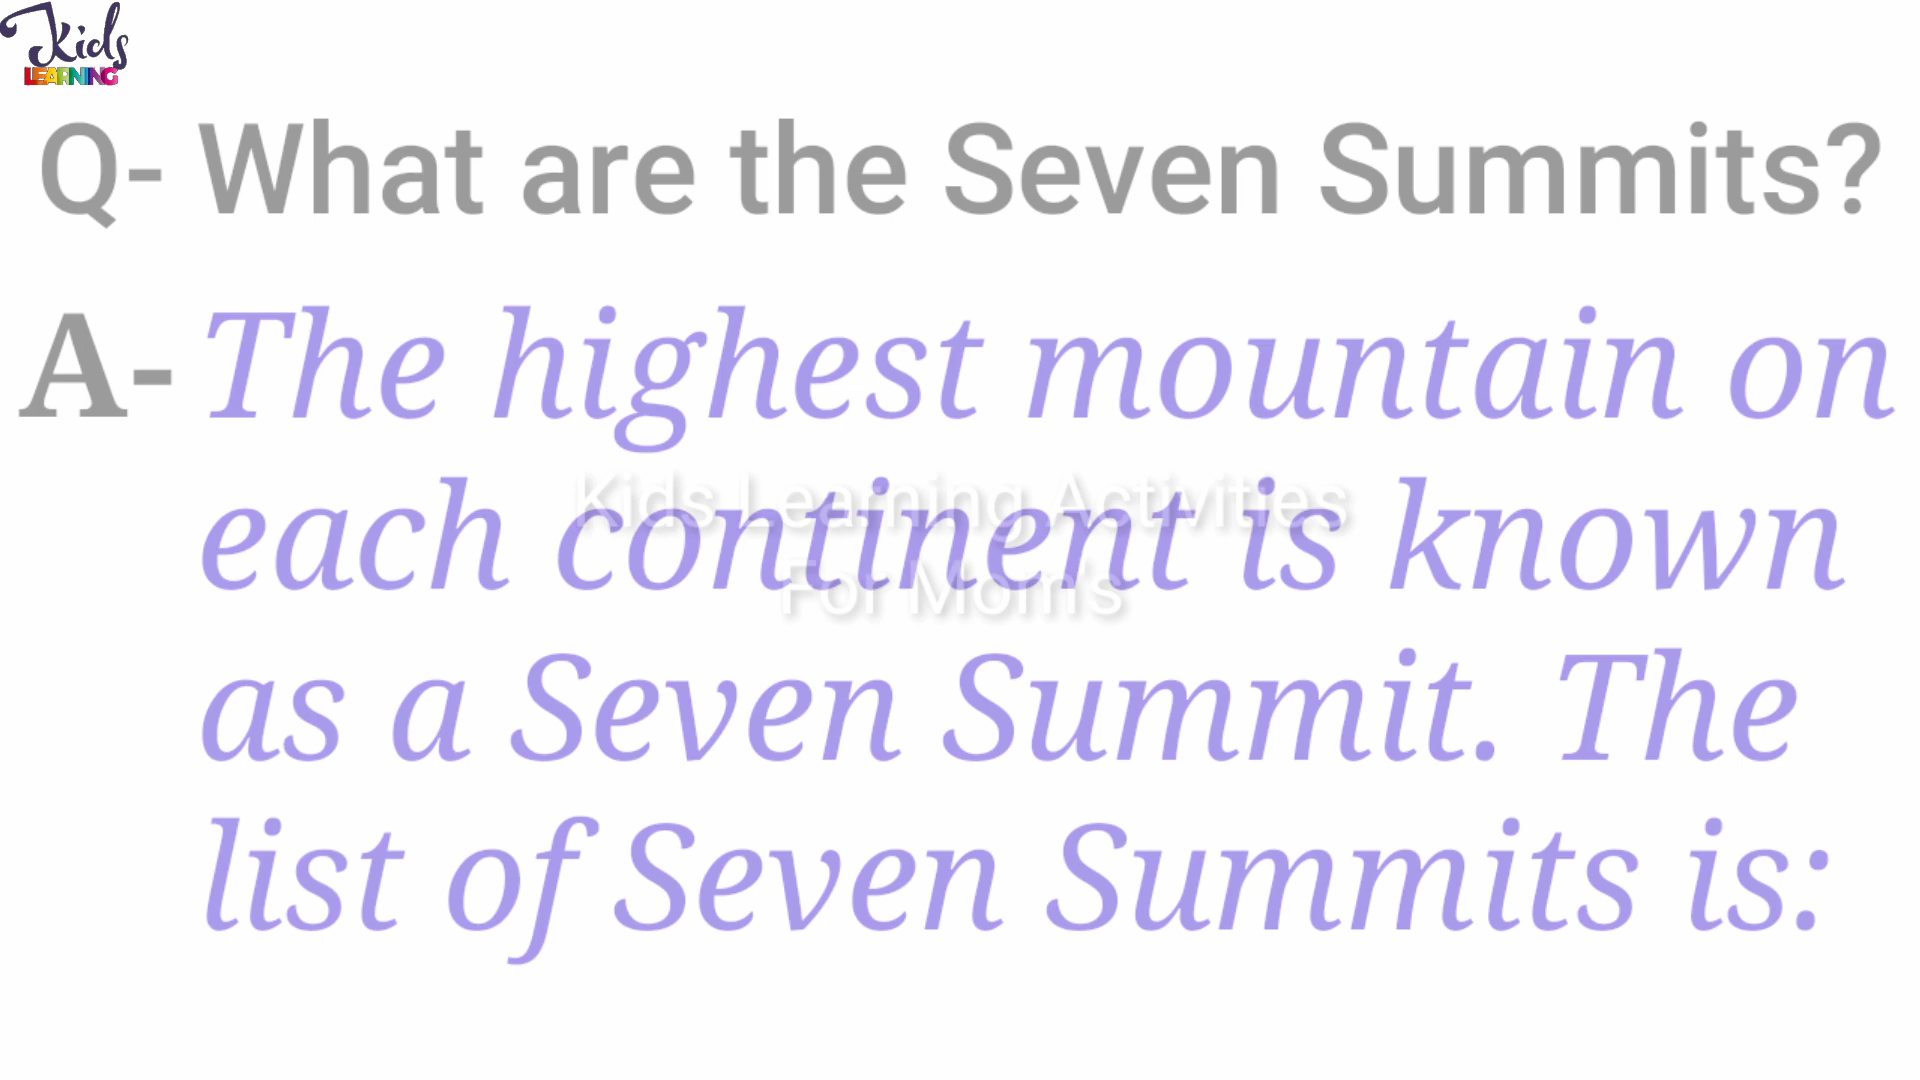 Kids
LEARNING
Q- What are the Seven Summits?
A- The highest mountain on
each continent is known
as a Seven Summit. The
list of Seven Summits is:
Kids Learning Activities
For Mom's